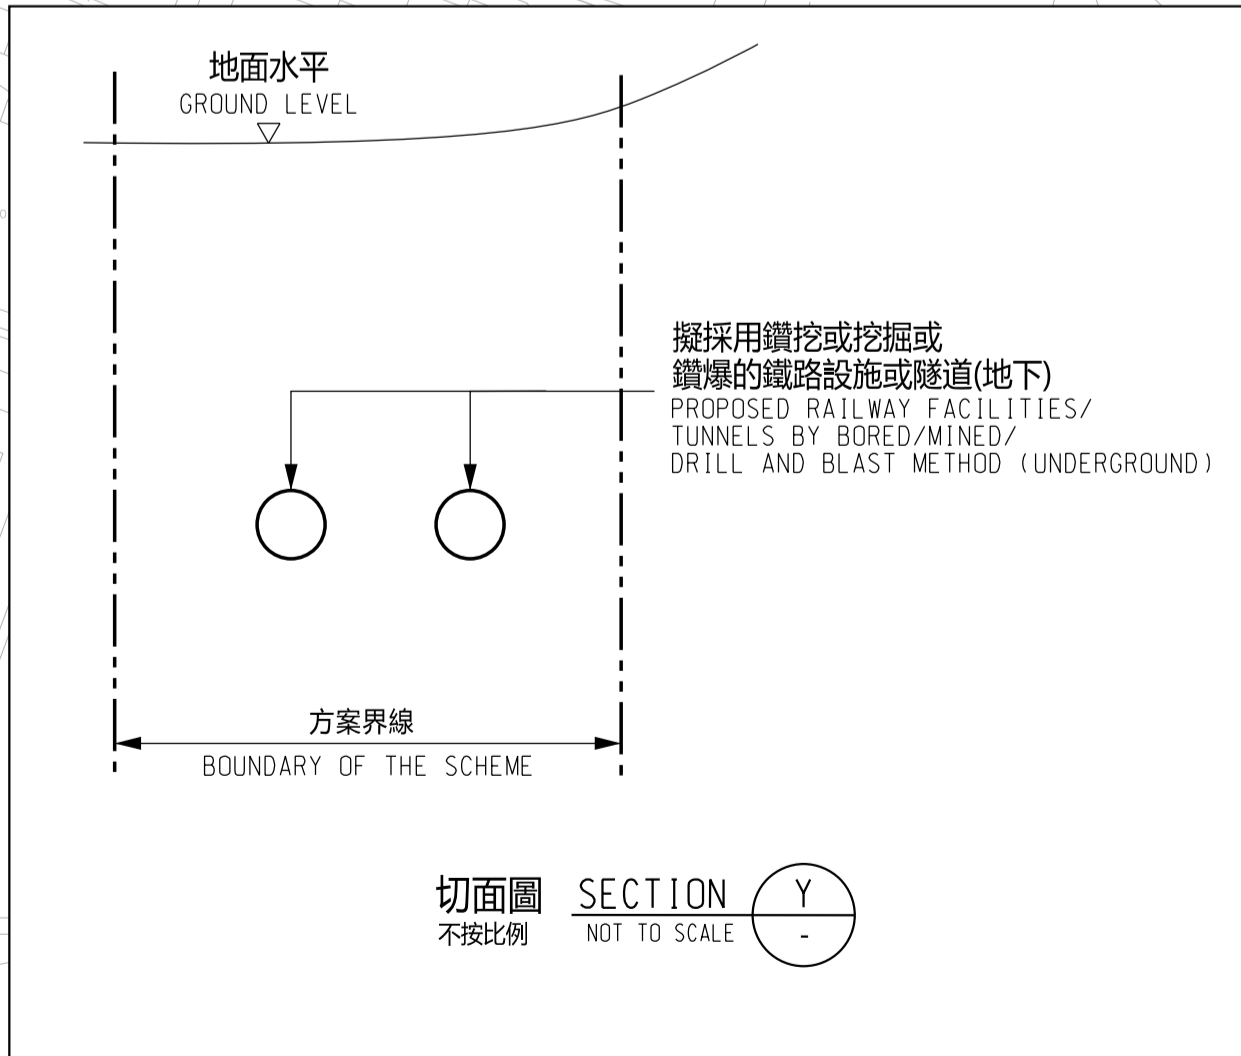 地面水平
GROUND LEVEL
擬採用鑽挖或挖掘或
鑽爆的鐵路設施或隧道(地下)
PROPOSED RAILWAY FACILITIES/
TUNNELS BY BORED/MINED/
DRILL AND BLAST METHOD (UNDERGROUND)
方案界線
BOUNDARY OF THE SCHEME
切面圖 SECTION Y
不按比例 NOT TO SCALE -